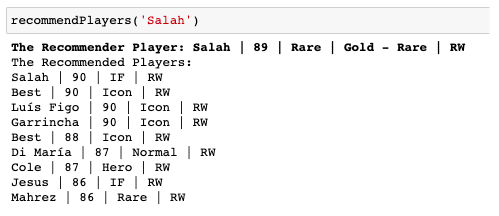 recommendPlayers('Salah')
The Recommender Player: Salah | 89 | Rare | Gold - Rare | RW
The Recommended Players:
Salah | 90 | IF | RW
Best | 90 | Icon | RW
Luís Figo | 90 | Icon | RW
Garrincha | 90 | Icon | RW
Best | 88 | Icon | RW
Di María | 87 | Normal | RW
Cole | 87 | Hero | RW
Jesus | 86 | IF | RW
Mahrez | 86 | Rare | RW